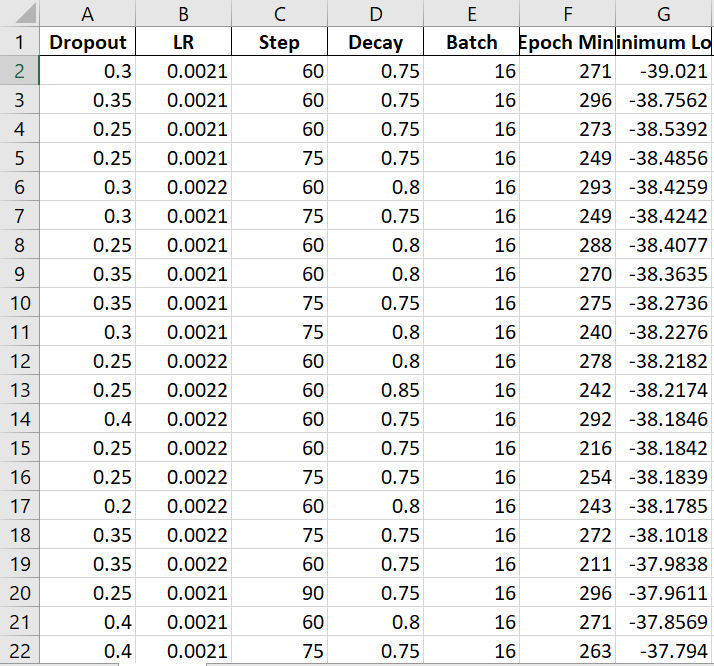 A B C D E F G
1 Dropout LR Step Decay Batch Epoch Min inimum Lo
2 0.3 0.0021 60 0.75 16 271 -39.021
3 0.35 0.0021 60 0.75 16 296 -38.7562
4 0.25 0.0021 60 0.75 16 273 -38.5392
5 0.25 0.0021 75 0.75 16 249 -38.4856
6 0.3 0.0022 60 0.8 16 293 -38.4259
7 0.3 0.0021 75 0.75 16 249 -38.4242
8 0.25 0.0021 60 0.8 16 288 -38.4077
9 0.35 0.0021 60 0.8 16 270 -38.3635
10 0.35 0.0021 75 0.75 16 275 -38.2736
11 0.3 0.0021 75 0.8 16 240 -38.2276
12 0.25 0.0022 60 0.8 16 278 -38.2182
13 0.25 0.0022 60 0.85 16 242 -38.2174
14 0.4 0.0022 60 0.75 16 292 -38.1846
15 0.25 0.0022 60 0.75 16 216 -38.1842
16 0.25 0.0022 75 0.75 16 254 -38.1839
17 0.2 0.0022 60 0.8 16 243 -38.1785
18 0.35 0.0022 75 0.75 16 272 -38.1018
19 0.35 0.0022 60 0.75 16 211 -37.9838
20 0.25 0.0021 90 0.75 16 296 -37.9611
21 0.4 0.0021 60 0.8 16 271 -37.8569
22 0.4 0.0021 75 0.75 16 263 -37.794